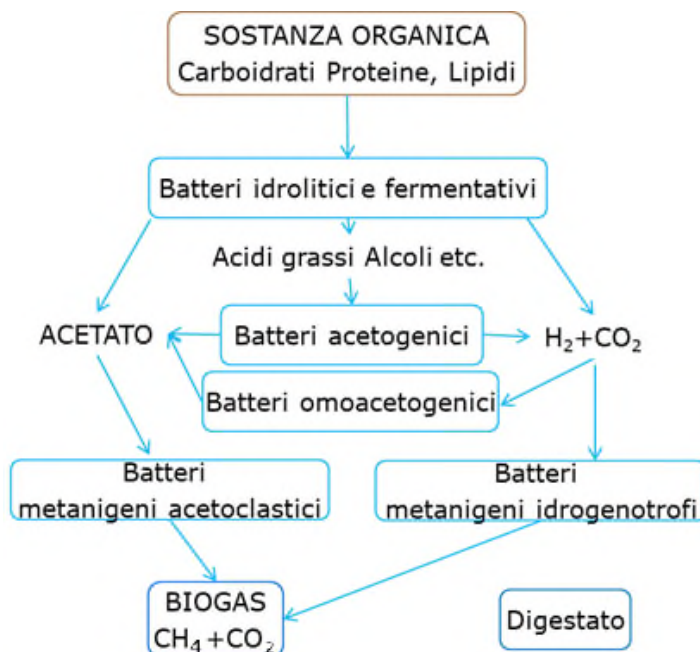 SOSTANZA ORGANICA
Carboidrati Proteine, Lipidi
Batteri idrolitici e fermentativi
Acidi grassi Alcoli etc.
ACETATO
Batteri acetogenici
H₂+CO₂
Batteri omoacetogenici
Batteri
metanigeni acetoclastici
Batteri
metanigeni idrogenotrofi
BIOGAS
CH₄+CO₂
Digestato